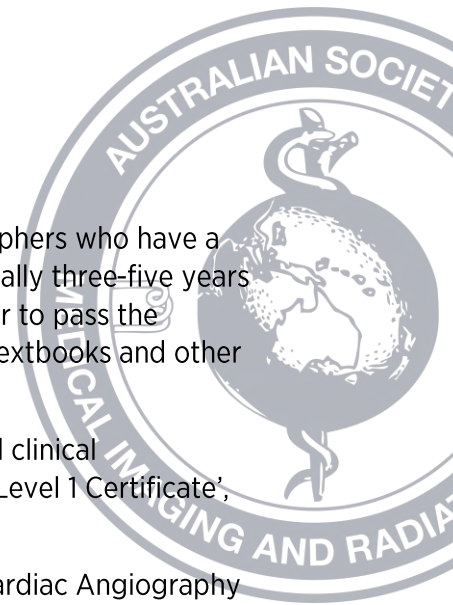 AUSTRALIAN SOCIET
phers who have a
ally three-five years
r to pass the
extbooks and other
l clinical
Level 1 Certificate’,
ardiac Angiography
MEDICAL IMAGING AND RADIAT